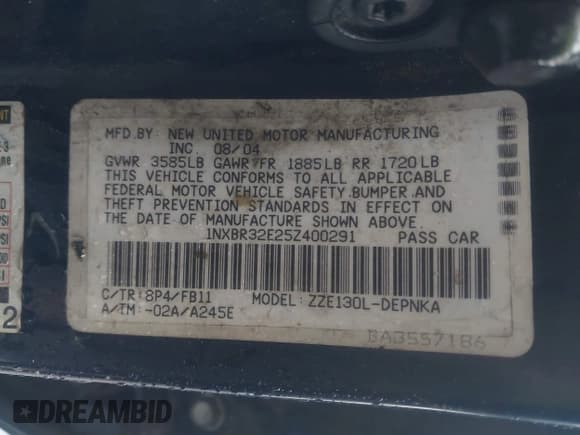 MFD.BY NEW UNITED MOTOR MANUFACTURING
INC. 08/04
GVWR 3585LB GAWR FR 1885LB RR 1720LB
THIS VEHICLE CONFORMS TO ALL APPLICABLE
FEDERAL MOTOR VEHICLE SAFETY,BUMPER AND
THEFT PREVENTION STANDARDS IN EFFECT ON
THE DATE OF MANUFACTURE SHOWN ABOVE.
1NXBR32E25Z400291 PASS CAR
C/TR:8P4/FB11 MODEL: ZZE130L-DEPNKA
A/TM:-02A/A245E
BA3557186
2
DREAMBID